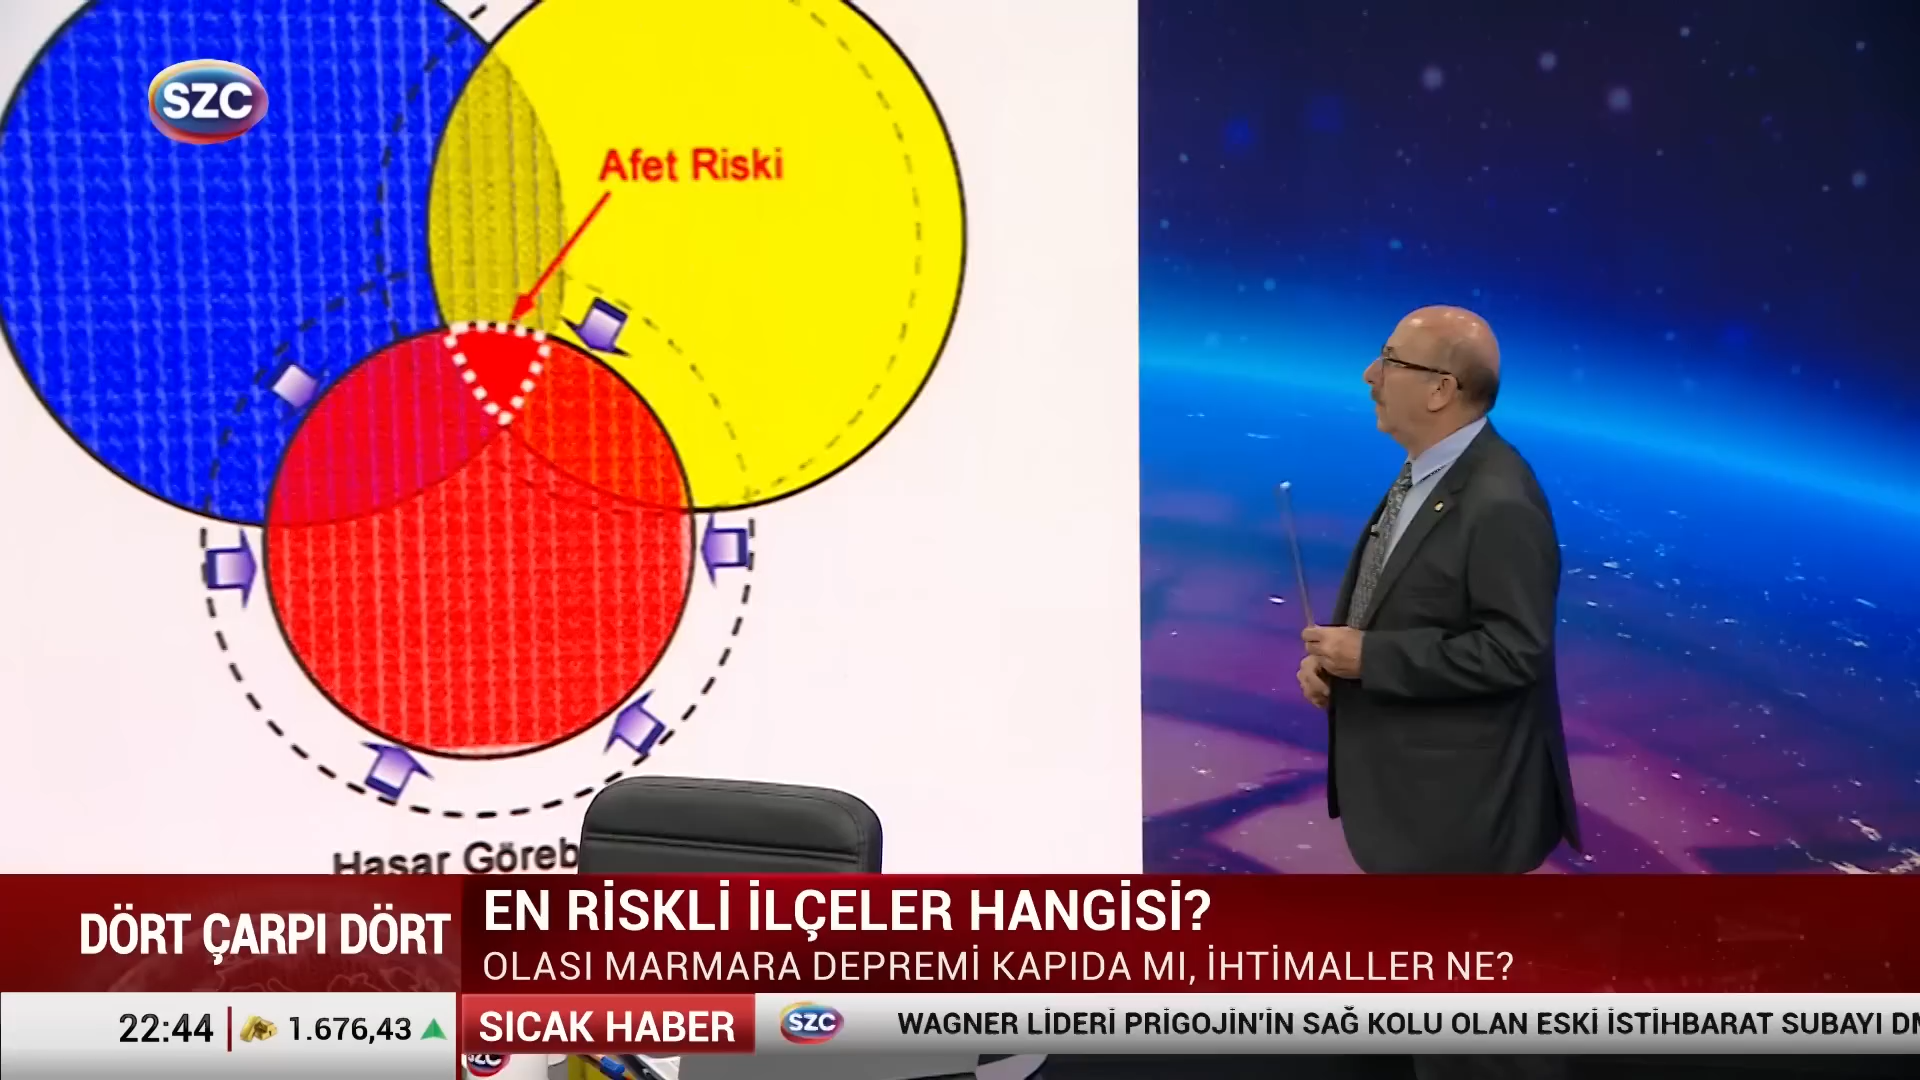 SZC
Afet Riski
Hasar Göreb
DÖRT ÇARPI DÖRT
EN RİSKLİ İLÇELER HANGİSİ?
OLASI MARMARA DEPREMİ KAPIDA MI, İHTİMALLER NE?
22:44 1.676,43
SICAK HABER
SZC
WAGNER LİDERİ PRİGOJİN'İN SAĞ KOLU OLAN ESKİ İSTİHBARAT SUBAYI DM
SZC